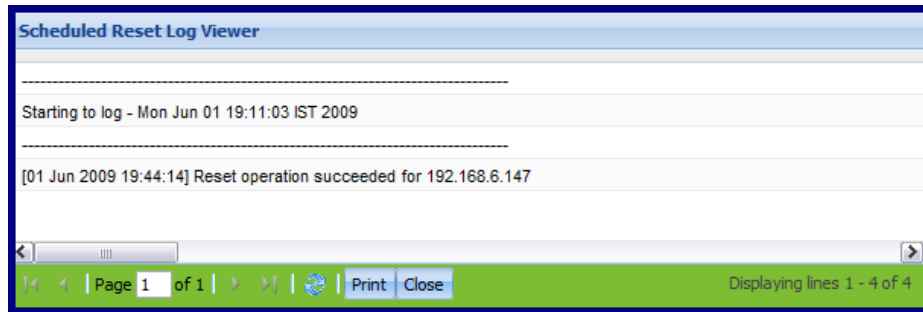 Scheduled Reset Log Viewer
--------------------------------------------------------------------------------
Starting to log - Mon Jun 01 19:11:03 IST 2009
--------------------------------------------------------------------------------
[01 Jun 2009 19:44:14] Reset operation succeeded for 192.168.6.147
Page 1 of 1 Print Close Displaying lines 1 - 4 of 4